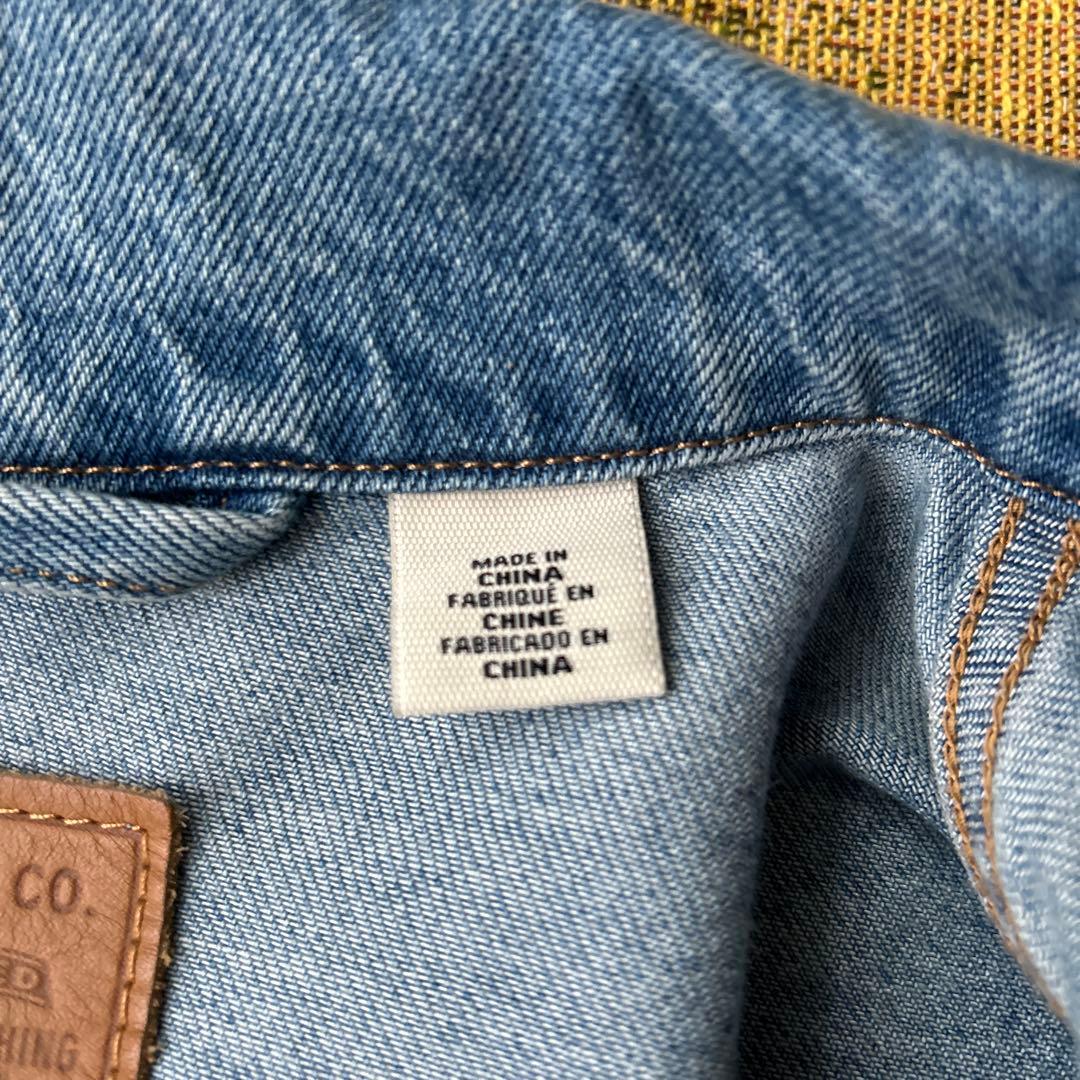 MADE IN
CHINA
FABRIQUÉ EN
CHINE
FABRICADO EN
CHINA
CO.